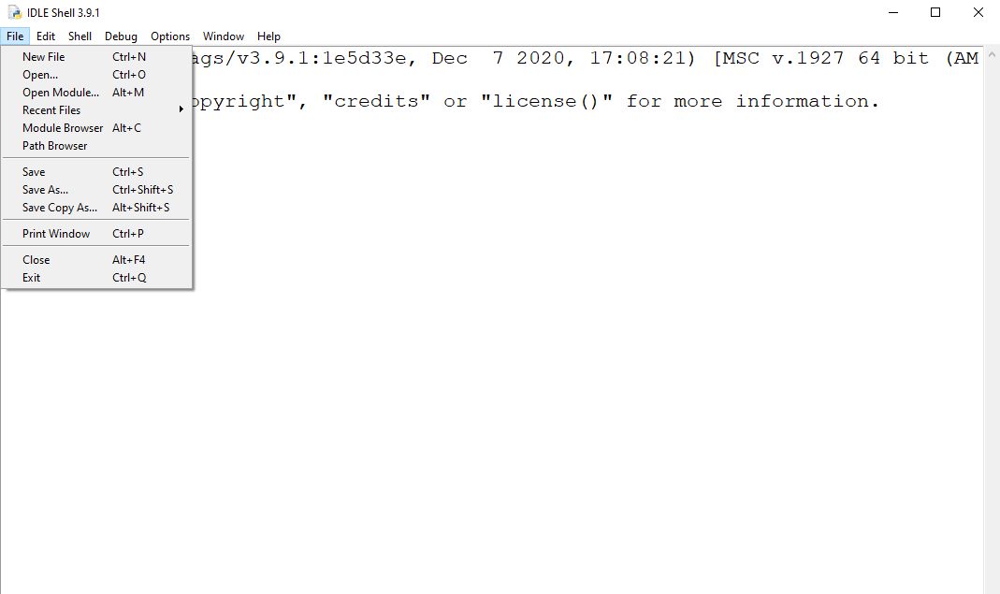 IDLE Shell 3.9.1
File Edit Shell Debug Options Window Help
New File Ctrl+N
Open... Ctrl+O
Open Module... Alt+M
Recent Files
Module Browser Alt+C
Path Browser
Save Ctrl+S
Save As... Ctrl+Shift+S
Save Copy As... Alt+Shift+S
Print Window Ctrl+P
Close Alt+F4
Exit Ctrl+Q
ags/v3.9.1:1e5d33e, Dec  7 2020, 17:08:21) [MSC v.1927 64 bit (AM
opyright", "credits" or "license()" for more information.